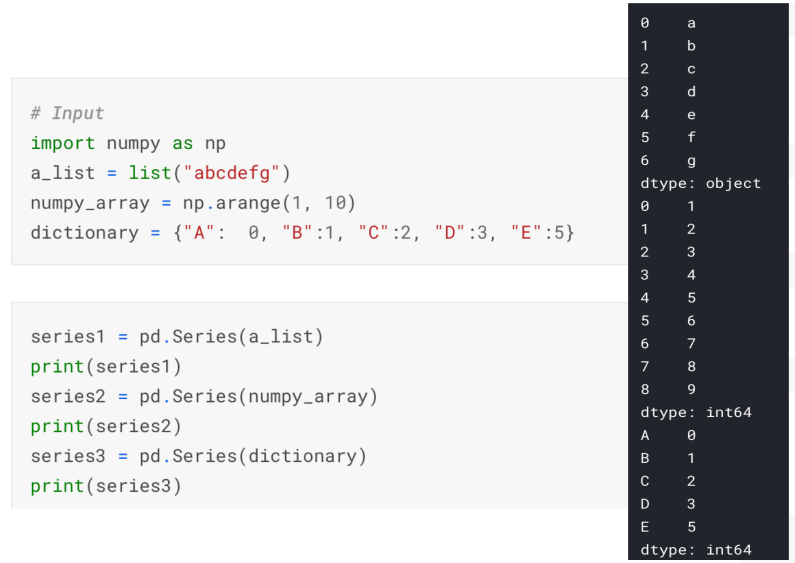 # Input
import numpy as np
a_list = list("abcdefg")
numpy_array = np.arange(1, 10)
dictionary = {"A":  0, "B":1, "C":2, "D":3, "E":5}
series1 = pd.Series(a_list)
print(series1)
series2 = pd.Series(numpy_array)
print(series2)
series3 = pd.Series(dictionary)
print(series3)
0    a
1    b
2    c
3    d
4    e
5    f
6    g
dtype: object
0    1
1    2
2    3
3    4
4    5
5    6
6    7
7    8
8    9
dtype: int64
A    0
B    1
C    2
D    3
E    5
dtype: int64